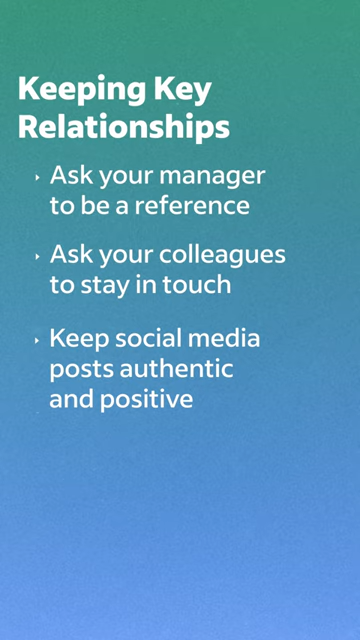 Keeping Key
Relationships
Ask your manager
to be a reference
Ask your colleagues
to stay in touch
Keep social media
posts authentic
and positive